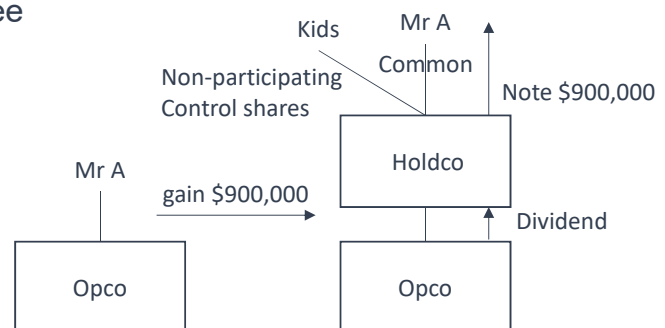 ee
Kids
Mr A
Common
Non-participating
Control shares
Note $900,000
Holdco
Mr A
gain $900,000
Dividend
Opco
Opco